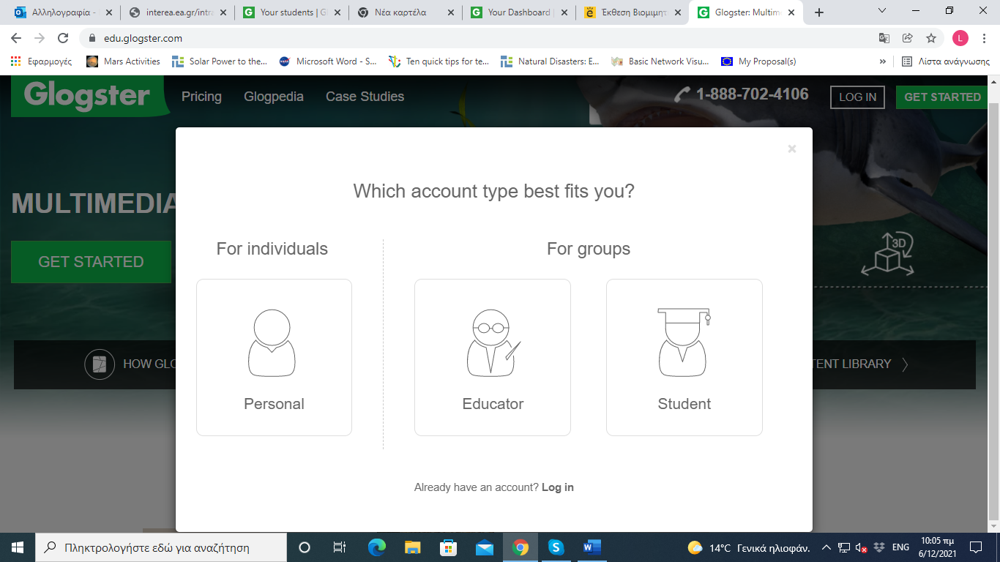 Αλληλογραφία -
interea.ea.gr/intra
Your students | G
Νέα καρτέλα
Your Dashboard |
Έκθεση Βιομιμητ
Glogster: Multim
edu.glogster.com
L
Εφαρμογές
Mars Activities
Solar Power to the...
Microsoft Word - S...
Ten quick tips for te...
Natural Disasters: E...
Basic Network Visu...
My Proposal(s)
»
Λίστα ανάγνωσης
Glogster
Pricing
Glogpedia
Case Studies
1-888-702-4106
LOG IN
GET STARTED
×
Which account type best fits you?
MULTIMEDIA
For individuals
For groups
GET STARTED
3D
HOW GLO
TENT LIBRARY
Personal
Educator
Student
Already have an account? Log in
Πληκτρολογήστε εδώ για αναζήτηση
14°C Γενικά ηλιοφάν.
ENG
10:05 πμ
6/12/2021